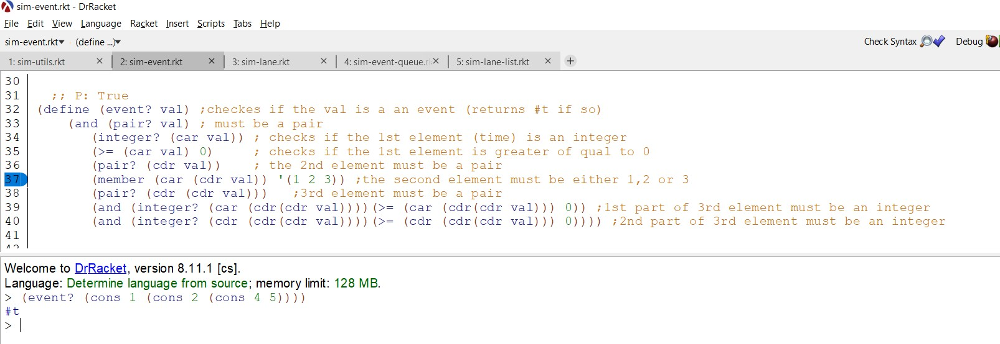 sim-event.rkt - DrRacket
File Edit View Language Racket Insert Scripts Tabs Help
sim-event.rkt▾ (define ...)▾ Check Syntax Debug
1: sim-utils.rkt × 2: sim-event.rkt × 3: sim-lane.rkt × 4: sim-event-queue.r × 5: sim-lane-list.rkt × +
30
31 ;; P: True
32 (define (event? val) ;checkes if the val is a an event (returns #t if so)
33 (and (pair? val) ; must be a pair
34 (integer? (car val)) ; checks if the 1st element (time) is an integer
35 (>= (car val) 0) ; checks if the 1st element is greater of qual to 0
36 (pair? (cdr val)) ; the 2nd element must be a pair
37 (member (car (cdr val)) '(1 2 3)) ;the second element must be either 1,2 or 3
38 (pair? (cdr (cdr val))) ;3rd element must be a pair
39 (and (integer? (car (cdr(cdr val))))(>= (car (cdr(cdr val))) 0)) ;1st part of 3rd element must be an integer
40 (and (integer? (cdr (cdr(cdr val))))(>= (cdr (cdr(cdr val))) 0)))) ;2nd part of 3rd element must be an integer
41
Welcome to DrRacket, version 8.11.1 [cs].
Language: Determine language from source; memory limit: 128 MB.
> (event? (cons 1 (cons 2 (cons 4 5))))
#t
>